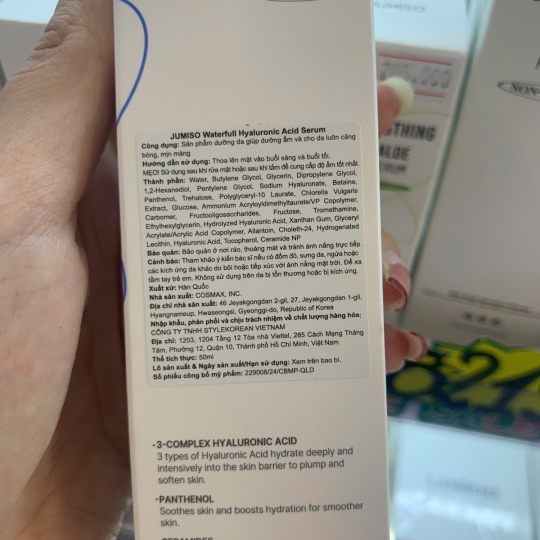 JUMISO Waterfull Hyaluronic Acid Serum
Công dụng: Sản phẩm dưỡng da giúp dưỡng ẩm và cho da luôn căng
bóng, mịn màng
Hướng dẫn sử dụng: Thoa lên mặt vào buổi sáng và buổi tối.
MEO! Sử dụng sau khi rửa mặt hoặc sau khi tắm để cung cấp độ ẩm tốt nhất.
Thành phần: Water, Butylene Glycol, Glycerin, Dipropylene Glycol,
1,2-Hexanediol, Pentylene Glycol, Sodium Hyaluronate, Betaine,
Panthenol, Trehalose, Polyglyceryl-10 Laurate, Chlorella Vulgaris
Extract, Glucose, Ammonium Acryloyldimethyltaurate/VP Copolymer,
Carbomer, Fructooligosaccharides, Fructose, Tromethamine,
Ethylhexylglycerin, Hydrolyzed Hyaluronic Acid, Xanthan Gum, Glyceryl
Acrylate/Acrylic Acid Copolymer, Allantoin, Choleth-24, Hydrogenated
Lecithin, Hyaluronic Acid, Tocopherol, Ceramide NP
Bảo quản: Bảo quản ở nơi ráo, thoáng mát và tránh ánh nắng trực tiếp
Cảnh báo: Tham khảo ý kiến bác sĩ nếu có đốm đỏ, sưng da, ngứa hoặc
các kích ứng da khác do bôi hoặc tiếp xúc với ánh nắng mặt trời. Để xa
tầm tay trẻ em. Không sử dụng trên da bị tổn thương hoặc bị kích ứng.
Xuất xứ: Hàn Quốc
Nhà sản xuất: COSMAX, INC.
Địa chỉ nhà sản xuất: 46 Jeyakgongdan 2-gil, 27, Jeyakgongdan 1-gil,
Hyangnameup, Hwaseongsi, Gyonggi-do, Republic of Korea
Nhập khẩu, phân phối và chịu trách nhiệm về chất lượng hàng hóa:
CÔNG TY TNHH STYLEKOREAN VIETNAM
Địa chỉ: 1203, 1204 Tầng 12 Tòa nhà Viettel, 285 Cách Mạng Tháng
Tám, Phường 12, Quận 10, Thành phố Hồ Chí Minh, Việt Nam
Thể tích thực: 50ml
Lô sản xuất & Ngày sản xuất/Hạn sử dụng: Xem trên bao bì.
Số phiếu công bố mỹ phẩm: 229008/24/CBMP-QLD
·3-COMPLEX HYALURONIC ACID
3 types of Hyaluronic Acid hydrate deeply and
intensively into the skin barrier to plump and
soften skin.
·PANTHENOL
Soothes skin and boosts hydration for smoother
skin.
THING
SERUM
NON-